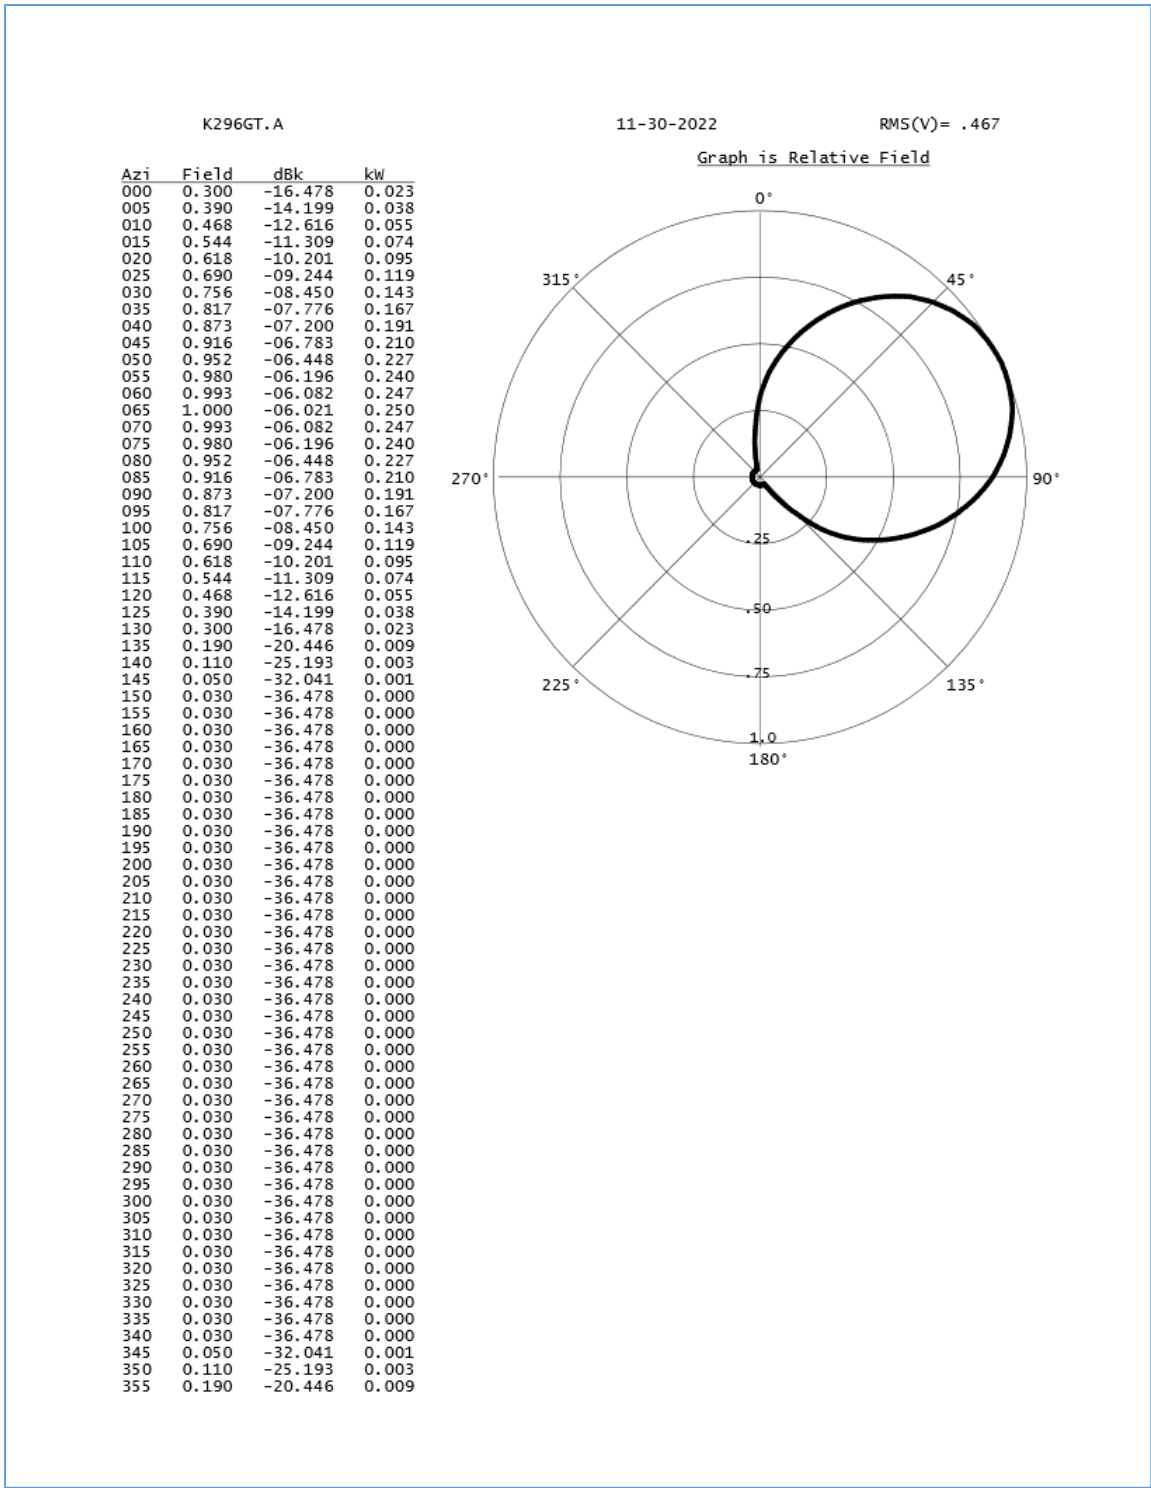 K296GT.A 11-30-2022 RMS(V)= .467
Graph is Relative Field
Azi Field dBk kW
000 0.300 -16.478 0.023
005 0.390 -14.199 0.038
010 0.468 -12.616 0.055
015 0.544 -11.309 0.074
020 0.618 -10.201 0.095
025 0.690 -09.244 0.119
030 0.756 -08.450 0.143
035 0.817 -07.776 0.167
040 0.873 -07.200 0.191
045 0.916 -06.783 0.210
050 0.952 -06.448 0.227
055 0.980 -06.196 0.240
060 0.993 -06.082 0.247
065 1.000 -06.021 0.250
070 0.993 -06.082 0.247
075 0.980 -06.196 0.240
080 0.952 -06.448 0.227
085 0.916 -06.783 0.210
090 0.873 -07.200 0.191
095 0.817 -07.776 0.167
100 0.756 -08.450 0.143
105 0.690 -09.244 0.119
110 0.618 -10.201 0.095
115 0.544 -11.309 0.074
120 0.468 -12.616 0.055
125 0.390 -14.199 0.038
130 0.300 -16.478 0.023
135 0.190 -20.446 0.009
140 0.110 -25.193 0.003
145 0.050 -32.041 0.001
150 0.030 -36.478 0.000
155 0.030 -36.478 0.000
160 0.030 -36.478 0.000
165 0.030 -36.478 0.000
170 0.030 -36.478 0.000
175 0.030 -36.478 0.000
180 0.030 -36.478 0.000
185 0.030 -36.478 0.000
190 0.030 -36.478 0.000
195 0.030 -36.478 0.000
200 0.030 -36.478 0.000
205 0.030 -36.478 0.000
210 0.030 -36.478 0.000
215 0.030 -36.478 0.000
220 0.030 -36.478 0.000
225 0.030 -36.478 0.000
230 0.030 -36.478 0.000
235 0.030 -36.478 0.000
240 0.030 -36.478 0.000
245 0.030 -36.478 0.000
250 0.030 -36.478 0.000
255 0.030 -36.478 0.000
260 0.030 -36.478 0.000
265 0.030 -36.478 0.000
270 0.030 -36.478 0.000
275 0.030 -36.478 0.000
280 0.030 -36.478 0.000
285 0.030 -36.478 0.000
290 0.030 -36.478 0.000
295 0.030 -36.478 0.000
300 0.030 -36.478 0.000
305 0.030 -36.478 0.000
310 0.030 -36.478 0.000
315 0.030 -36.478 0.000
320 0.030 -36.478 0.000
325 0.030 -36.478 0.000
330 0.030 -36.478 0.000
335 0.030 -36.478 0.000
340 0.030 -36.478 0.000
345 0.050 -32.041 0.001
350 0.110 -25.193 0.003
355 0.190 -20.446 0.009
0°
315° 45°
270° 90°
.25
.50
.75
225° 135°
1.0
180°